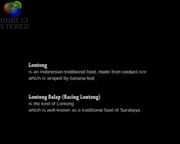 UNREGI
STERED
Lontong
is an Indonesian traditional food, made from cooked rice
which is wraped by banana leaf
Lontong Balap (Racing Lontong)
is the kind of Lontong
which is well-known as a traditional food of Surabaya.